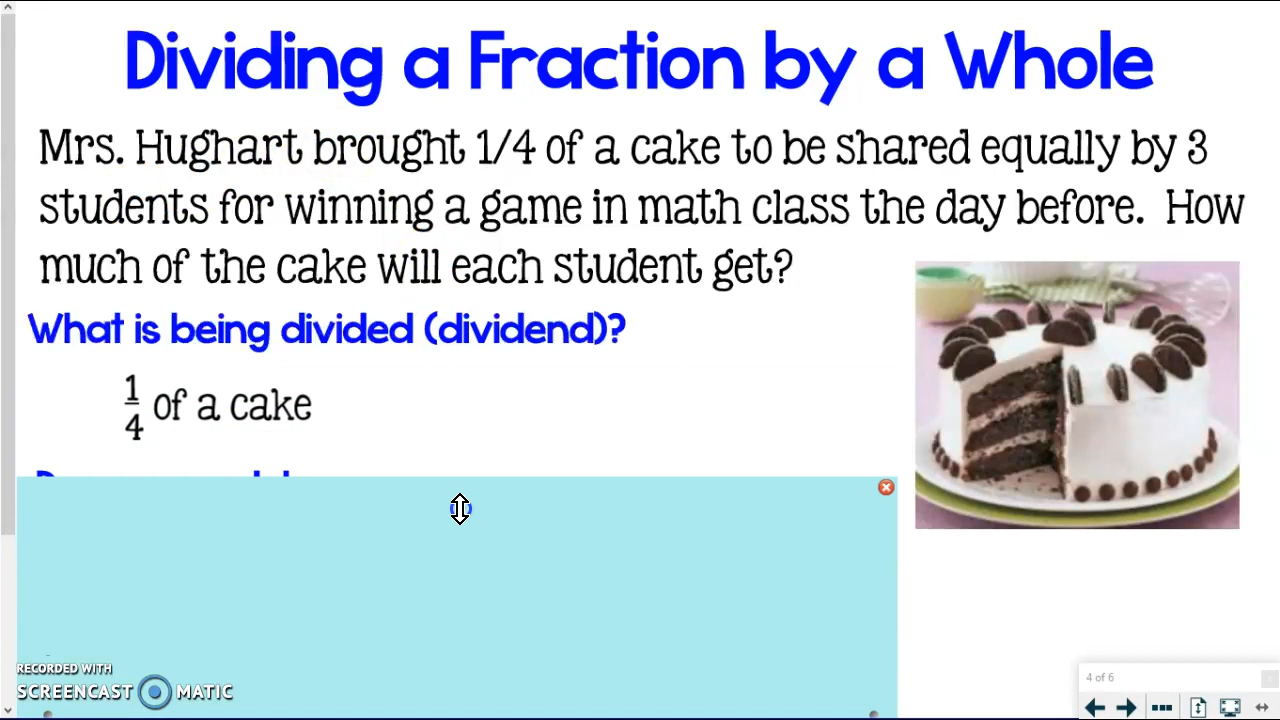 Dividing a Fraction by a Whole
Mrs. Hughart brought 1/4 of a cake to be shared equally by 3
students for winning a game in math class the day before. How
much of the cake will each student get?
What is being divided (dividend)?
1/4 of a cake
RECORDED WITH
SCREENCAST MATIC
4 of 6